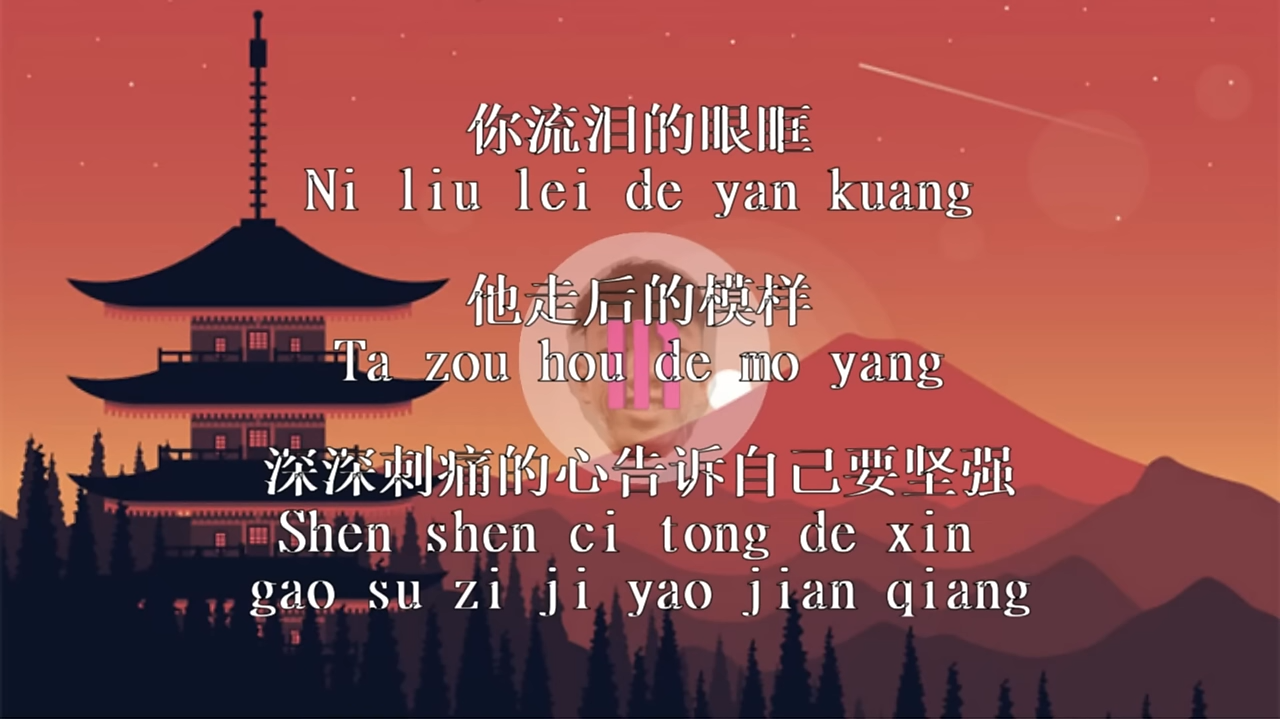 你流泪的眼眶
Ni liu lei de yan kuang
他走后的模样
Ta zou hou de mo yang
深深刺痛的心告诉自己要坚强
Shen shen ci tong de xin
gao su zi ji yao jian qiang